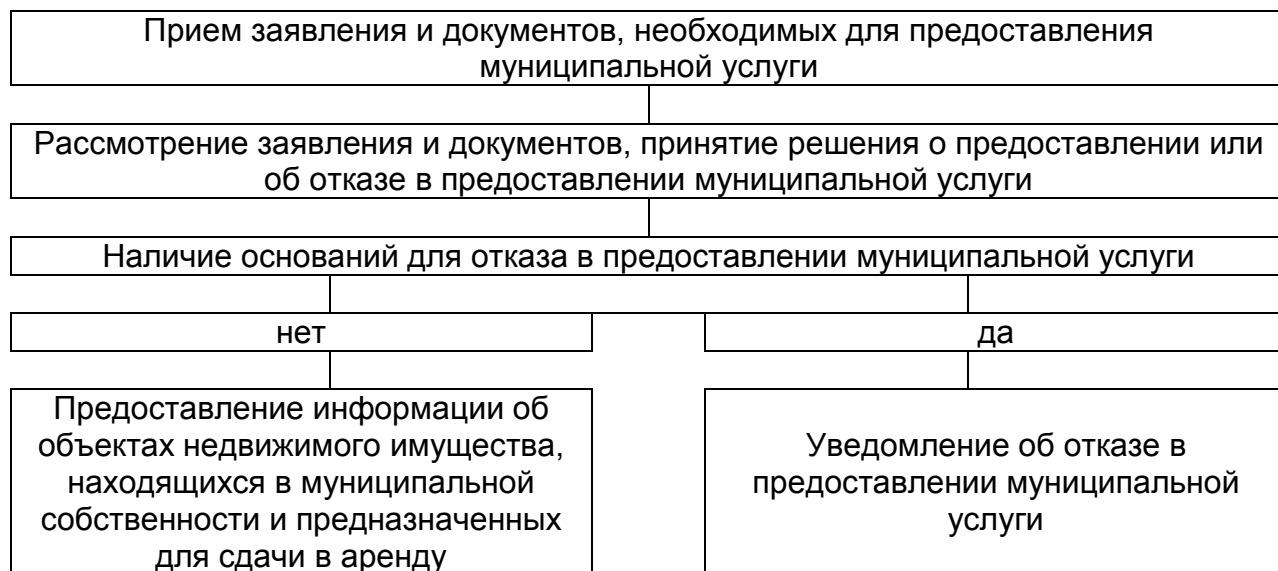 Прием заявления и документов, необходимых для предоставления
муниципальной услуги
Рассмотрение заявления и документов, принятие решения о предоставлении или
об отказе в предоставлении муниципальной услуги
Наличие оснований для отказа в предоставлении муниципальной услуги
нет
да
Предоставление информации об
объектах недвижимого имущества,
находящихся в муниципальной
собственности и предназначенных
для сдачи в аренду
Уведомление об отказе в
предоставлении муниципальной
услуги